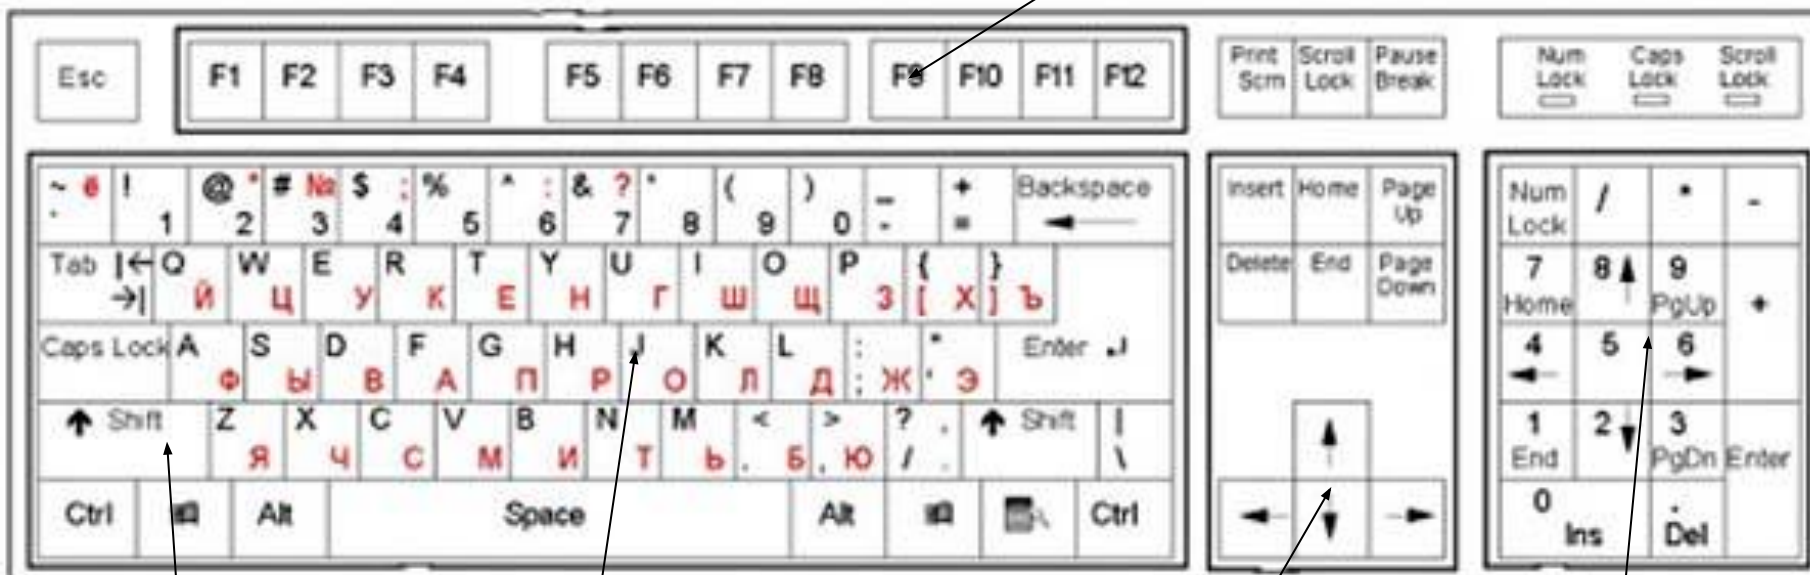 Esc F1 F2 F3 F4 F5 F6 F7 F8 F9 F10 F11 F12 Print Scrn Scroll Lock Pause Break Num Lock Caps Lock Scroll Lock
~ ё ` ! 1 @ " 2 # № 3 $ ; 4 % 5 ^ : 6 & ? 7 * 8 ( 9 ) 0 _ - + = Backspace Insert Home Page Up Num Lock / * -
Tab Q Й W Ц E У R К T Е Y Н U Г I Ш O Щ P З { [ Х } ] Ъ Delete End Page Down 7 Home 8 9 PgUp +
Caps Lock A Ф S Ы D В F А G П H Р J О K Л L Д : ; Ж " ' Э Enter 4 5 6
Shift Z Я X Ч C С V М B И N Т M Ь < , Б > . Ю ? / , . Shift | \ 1 End 2 3 PgDn Enter
Ctrl Alt Space Alt Ctrl 0 Ins . Del